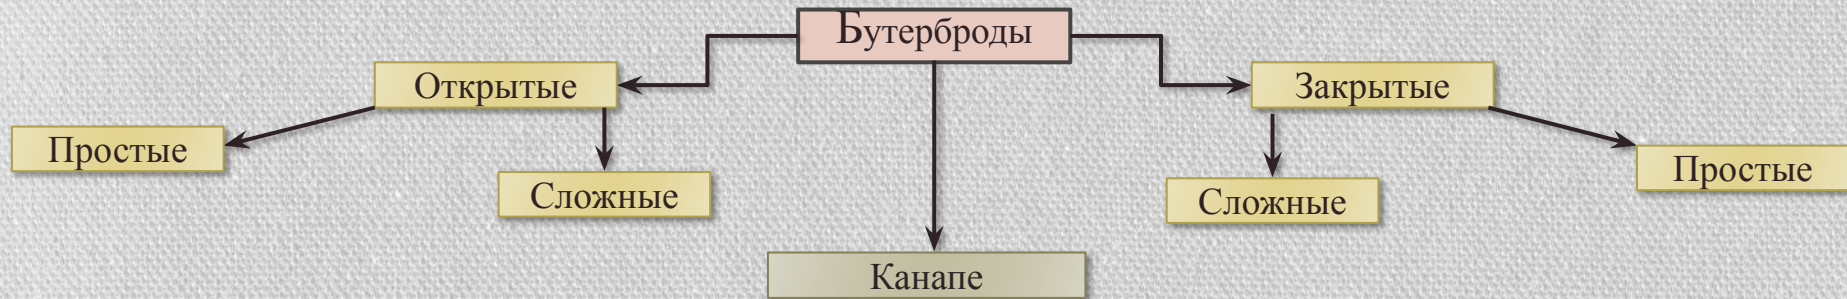 Бутерброды
Открытые
Закрытые
Простые
Сложные
Сложные
Простые
Канапе